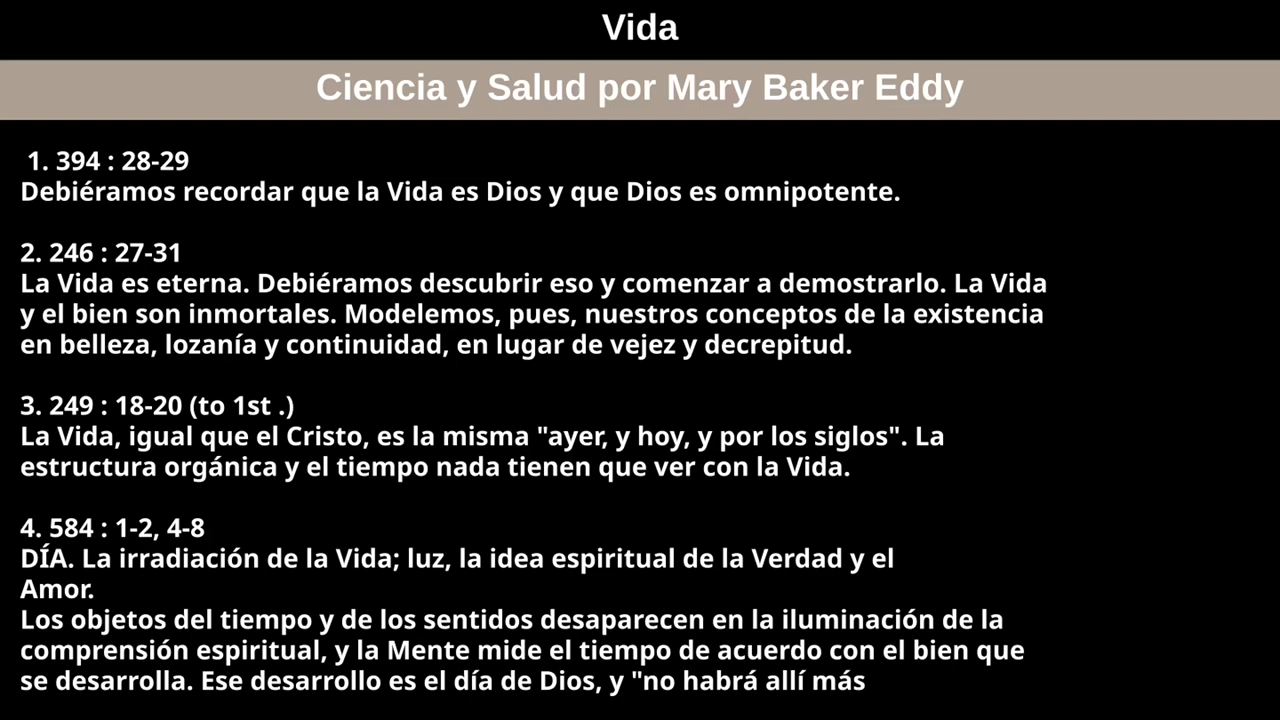 Vida
Ciencia y Salud por Mary Baker Eddy
1. 394 : 28-29
Debiéramos recordar que la Vida es Dios y que Dios es omnipotente.
2. 246 : 27-31
La Vida es eterna. Debiéramos descubrir eso y comenzar a demostrarlo. La Vida
y el bien son inmortales. Modelemos, pues, nuestros conceptos de la existencia
en belleza, lozanía y continuidad, en lugar de vejez y decrepitud.
3. 249 : 18-20 (to 1st .)
La Vida, igual que el Cristo, es la misma "ayer, y hoy, y por los siglos". La
estructura orgánica y el tiempo nada tienen que ver con la Vida.
4. 584 : 1-2, 4-8
DÍA. La irradiación de la Vida; luz, la idea espiritual de la Verdad y el
Amor.
Los objetos del tiempo y de los sentidos desaparecen en la iluminación de la
comprensión espiritual, y la Mente mide el tiempo de acuerdo con el bien que
se desarrolla. Ese desarrollo es el día de Dios, y "no habrá allí más